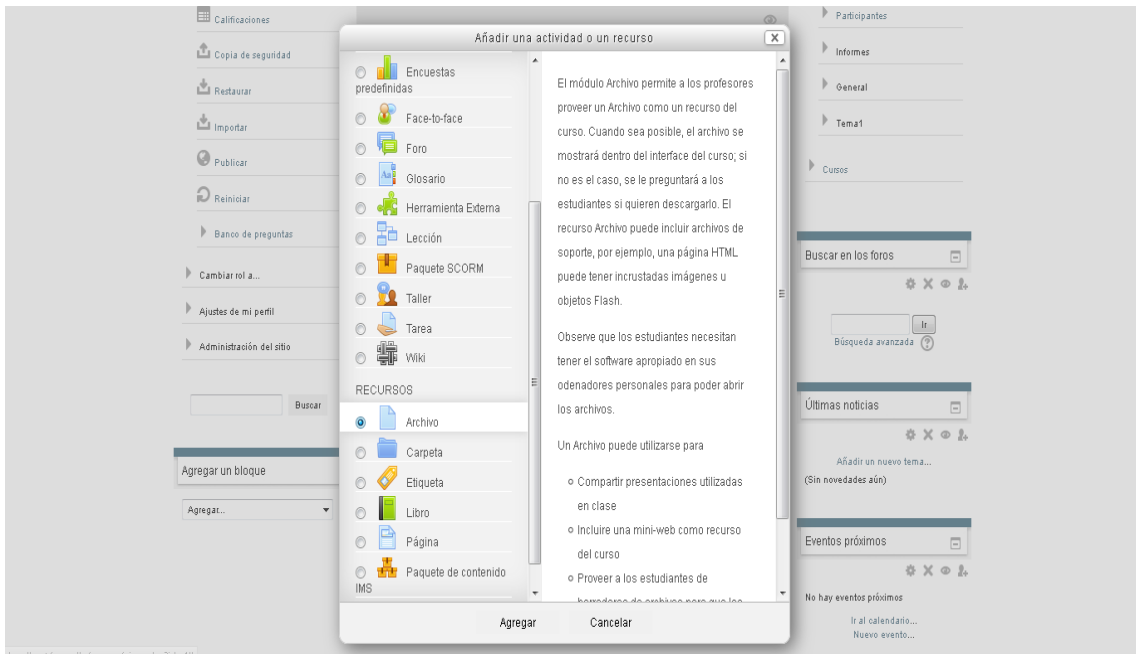 Calificaciones
Copia de seguridad
Restaurar
Importar
Publicar
Reiniciar
Banco de preguntas
Cambiar rol a...
Ajustes de mi perfil
Administración del sitio
Buscar
Agregar un bloque
Agregar...
Añadir una actividad o un recurso
Encuestas
predefinidas
Face-to-face
Foro
Glosario
Herramienta Externa
Lección
Paquete SCORM
Taller
Tarea
Wiki
RECURSOS
Archivo
Carpeta
Etiqueta
Libro
Página
Paquete de contenido
IMS
El módulo Archivo permite a los profesores
proveer un Archivo como un recurso del
curso. Cuando sea posible, el archivo se
mostrará dentro del interface del curso; si
no es el caso, se le preguntará a los
estudiantes si quieren descargarlo. El
recurso Archivo puede incluir archivos de
soporte, por ejemplo, una página HTML
puede tener incrustadas imágenes u
objetos Flash.
Observe que los estudiantes necesitan
tener el software apropiado en sus
odenadores personales para poder abrir
los archivos.
Un Archivo puede utilizarse para
Compartir presentaciones utilizadas
en clase
Incluire una mini-web como recurso
del curso
Proveer a los estudiantes de
borradores de archivos para que los
Agregar
Cancelar
Participantes
Informes
General
Tema1
Cursos
Buscar en los foros
Ir
Búsqueda avanzada
Últimas noticias
Añadir un nuevo tema...
(Sin novedades aún)
Eventos próximos
No hay eventos próximos
Ir al calendario...
Nuevo evento...